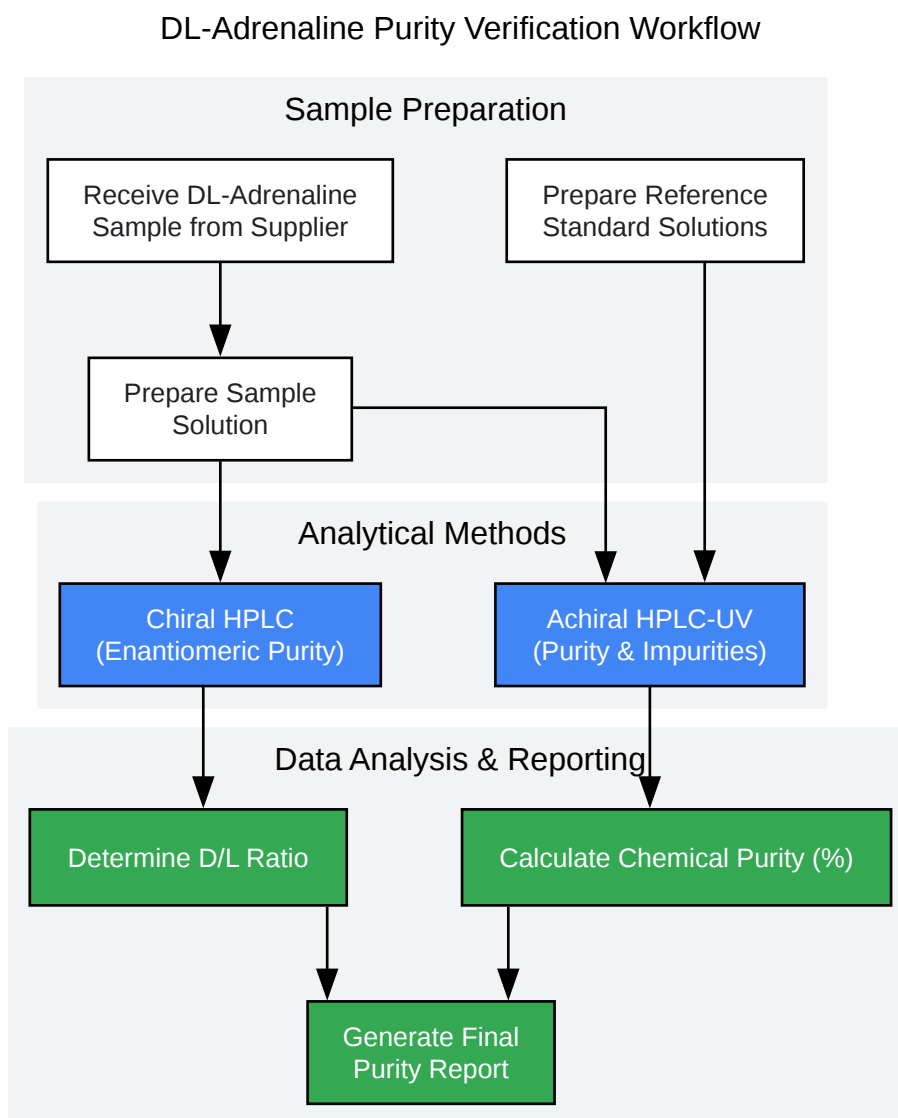 DL-Adrenaline Purity Verification Workflow
Sample Preparation
Receive DL-Adrenaline
Sample from Supplier
Prepare Reference
Standard Solutions
Prepare Sample
Solution
Analytical Methods
Chiral HPLC
(Enantiomeric Purity)
Achiral HPLC-UV
(Purity & Impurities)
Data Analysis & Reporting
Determine D/L Ratio
Calculate Chemical Purity (%)
Generate Final
Purity Report